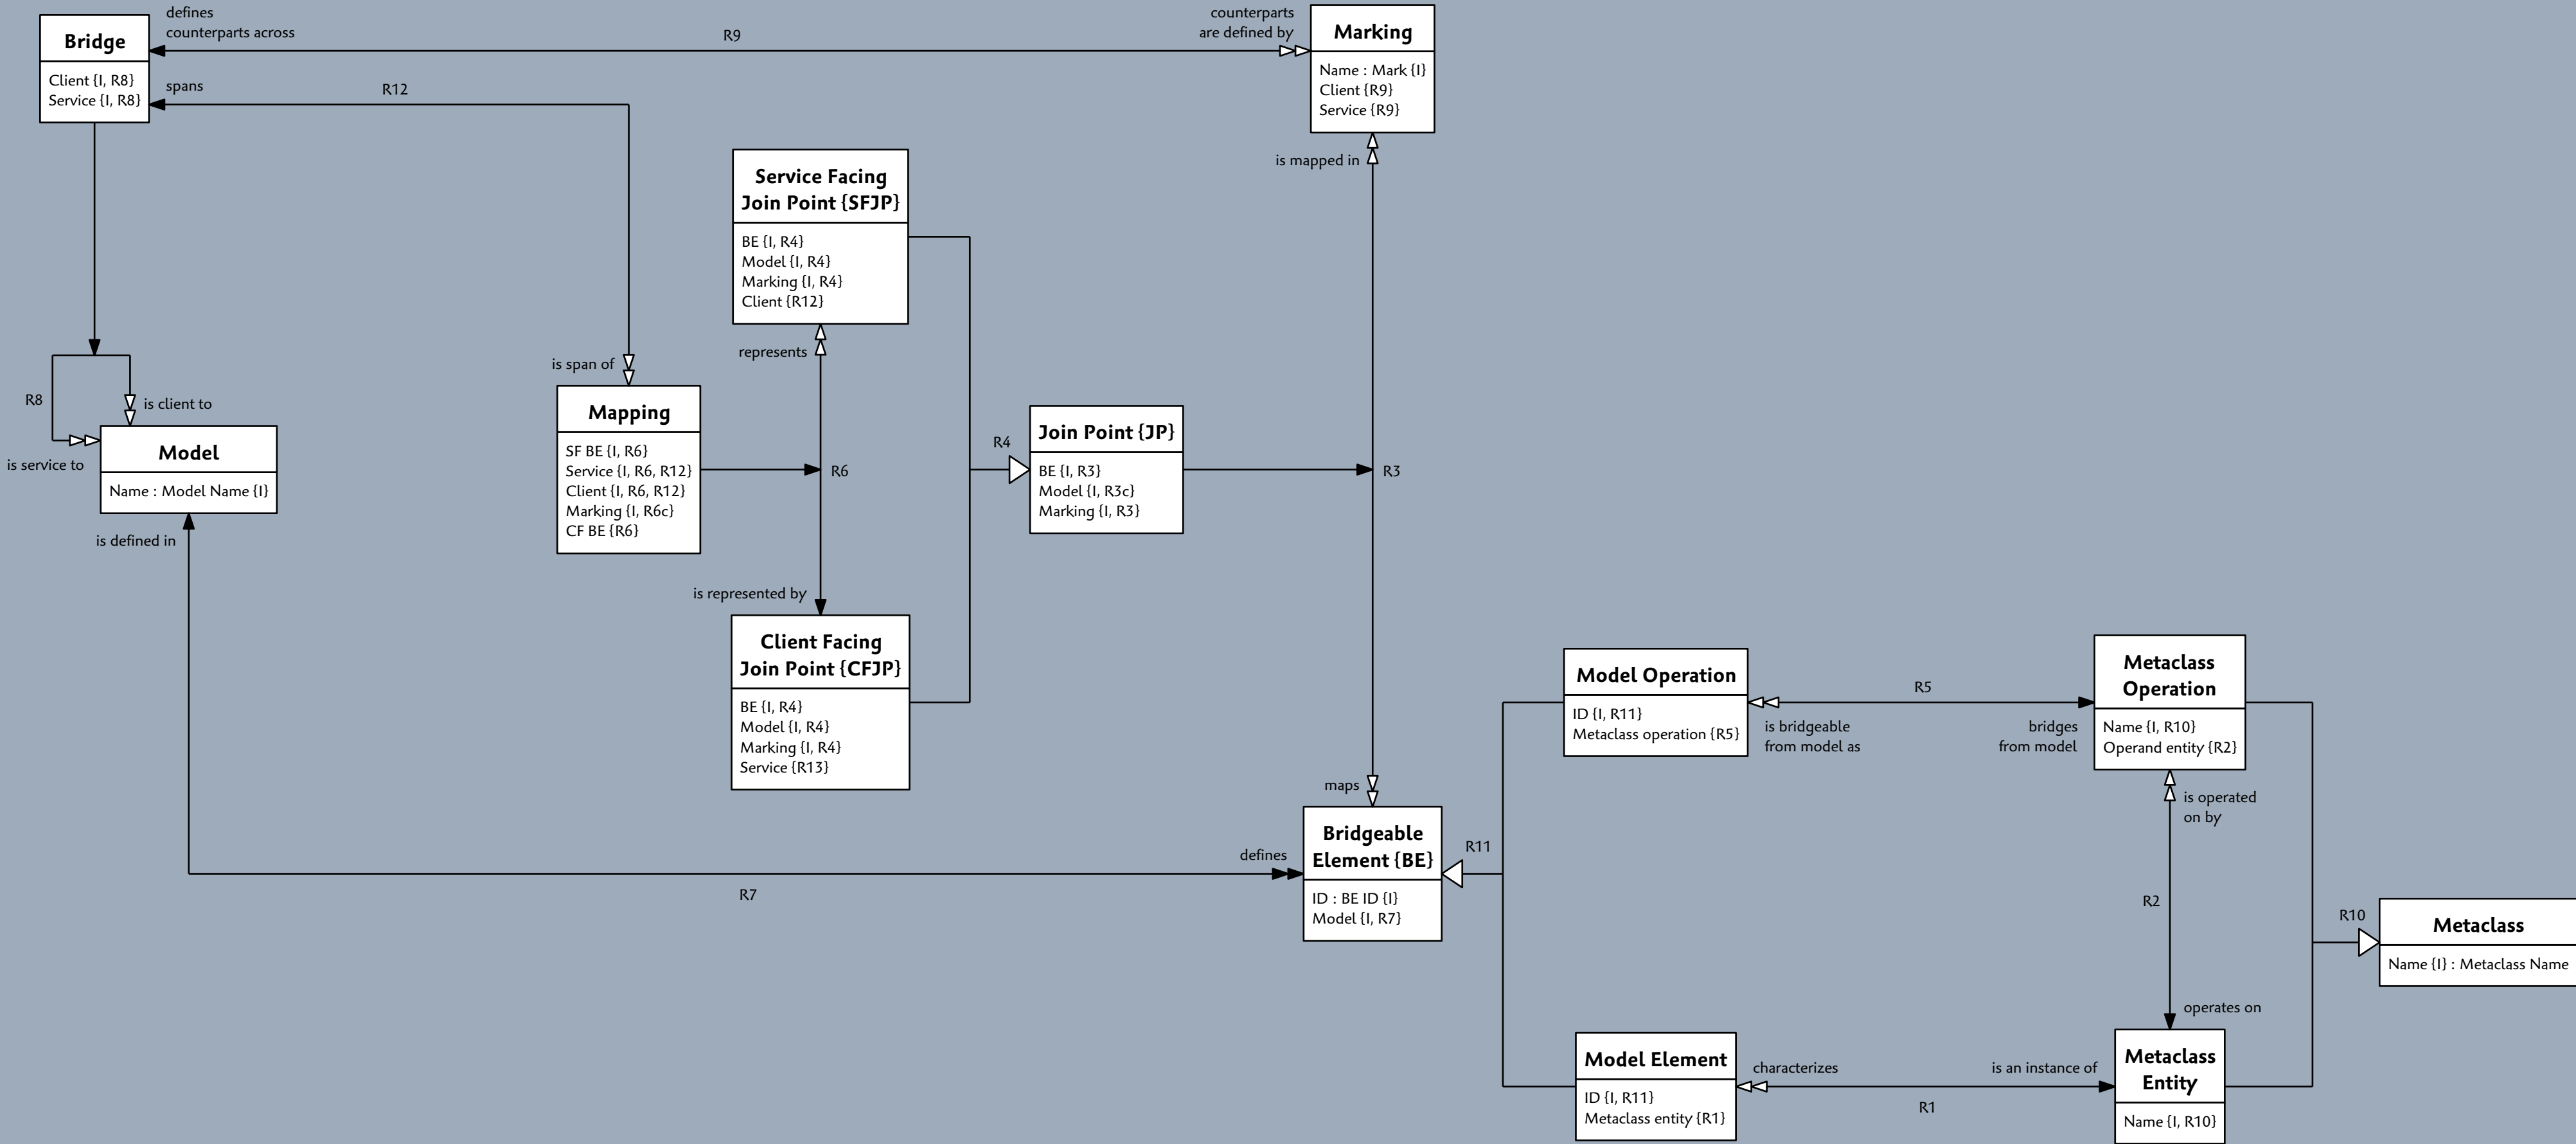 defines
counterparts across
R9
counterparts
are defined by
Bridge
Client {I, R8}
Service {I, R8}
spans
R12
Marking
Name : Mark {I}
Client {R9}
Service {R9}
is mapped in
Service Facing
Join Point {SFJP}
BE {I, R4}
Model {I, R4}
Marking {I, R4}
Client {R12}
represents
is span of
R8
is client to
is service to
Model
Name : Model Name {I}
is defined in
Mapping
SF BE {I, R6}
Service {I, R6, R12}
Client {I, R6, R12}
Marking {I, R6c}
CF BE {R6}
R6
R4
Join Point {JP}
BE {I, R3}
Model {I, R3c}
Marking {I, R3}
R3
is represented by
Client Facing
Join Point {CFJP}
BE {I, R4}
Model {I, R4}
Marking {I, R4}
Service {R13}
maps
defines
R7
Bridgeable
Element {BE}
ID : BE ID {I}
Model {I, R7}
R11
Model Operation
ID {I, R11}
Metaclass operation {R5}
R5
is bridgeable
from model as
bridges
from model
Metaclass
Operation
Name {I, R10}
Operand entity {R2}
is operated
on by
R2
operates on
R10
Metaclass
Name {I} : Metaclass Name
Model Element
ID {I, R11}
Metaclass entity {R1}
characterizes
is an instance of
R1
Metaclass
Entity
Name {I, R10}